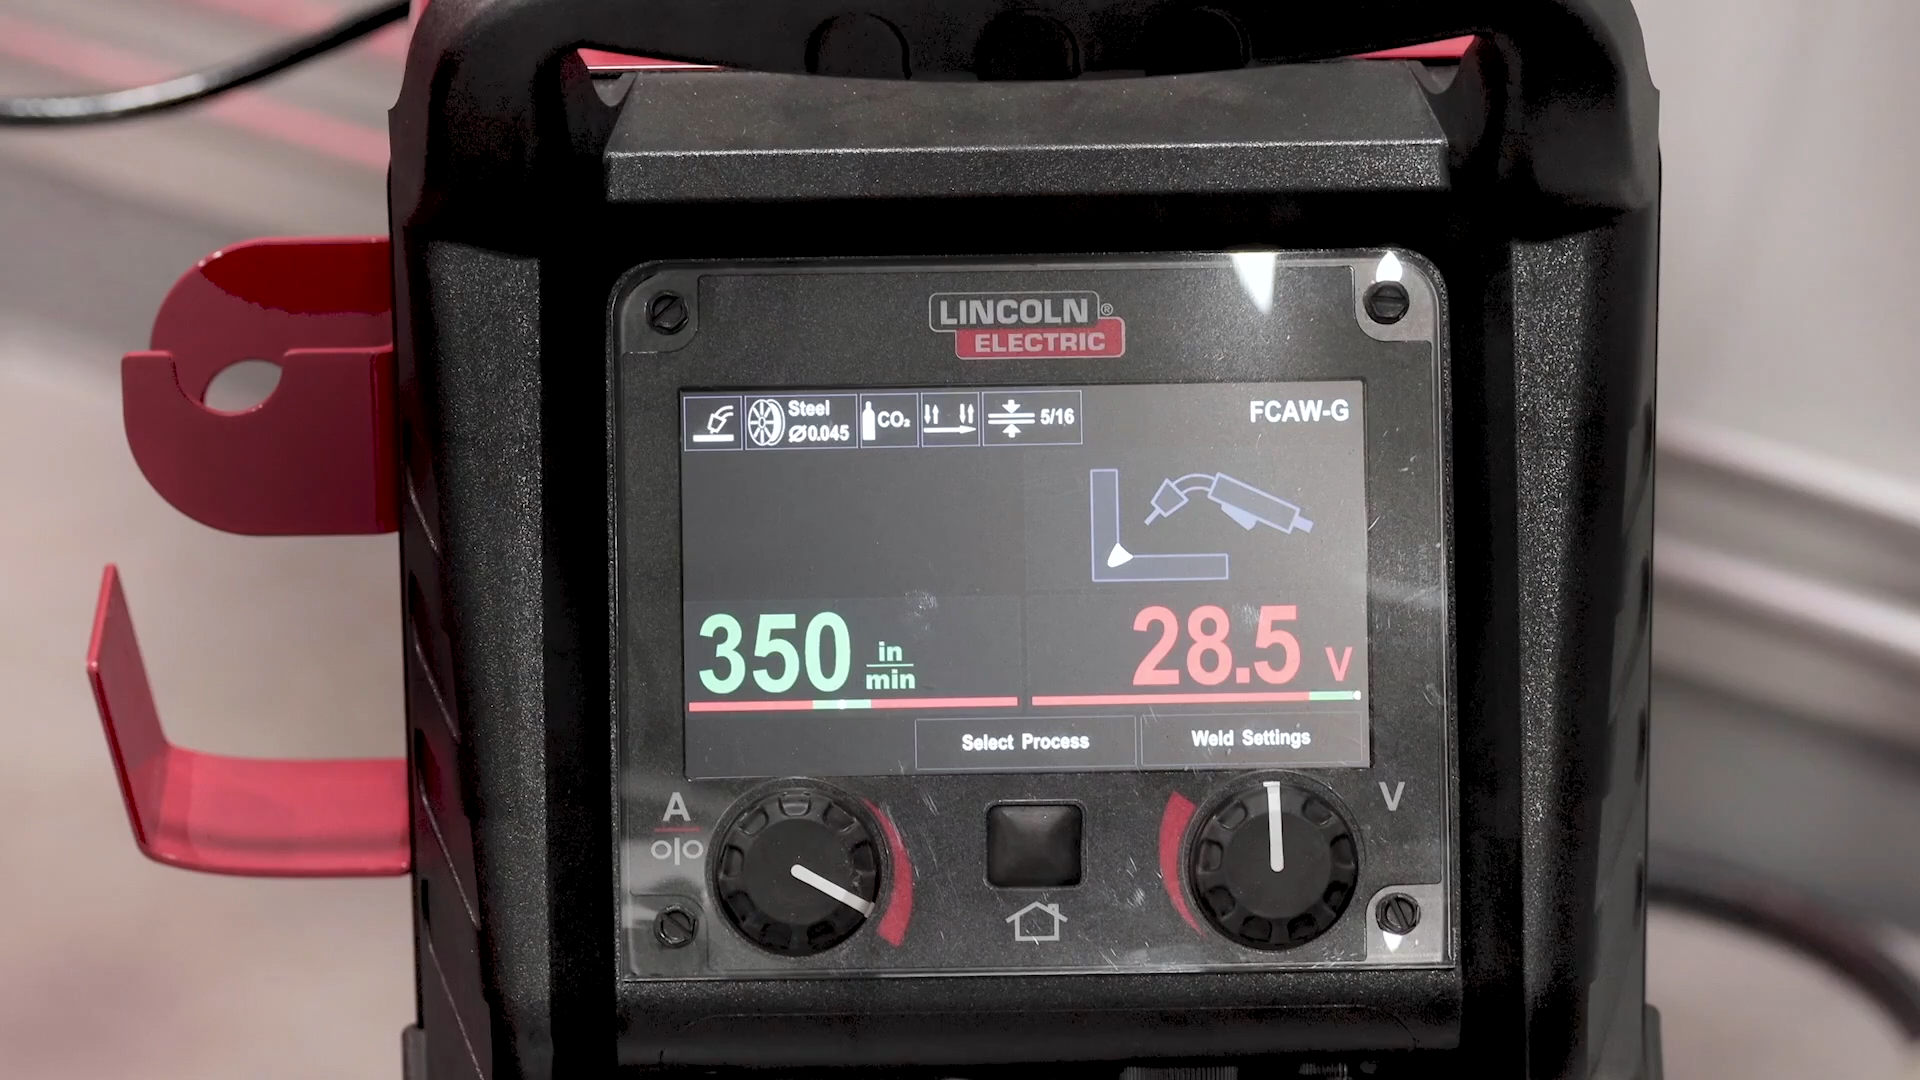 LINCOLN®
ELECTRIC
Steel
Ø0.045
CO₂
5/16
FCAW-G
350 in/min
28.5 V
Select Process
Weld Settings
A
V